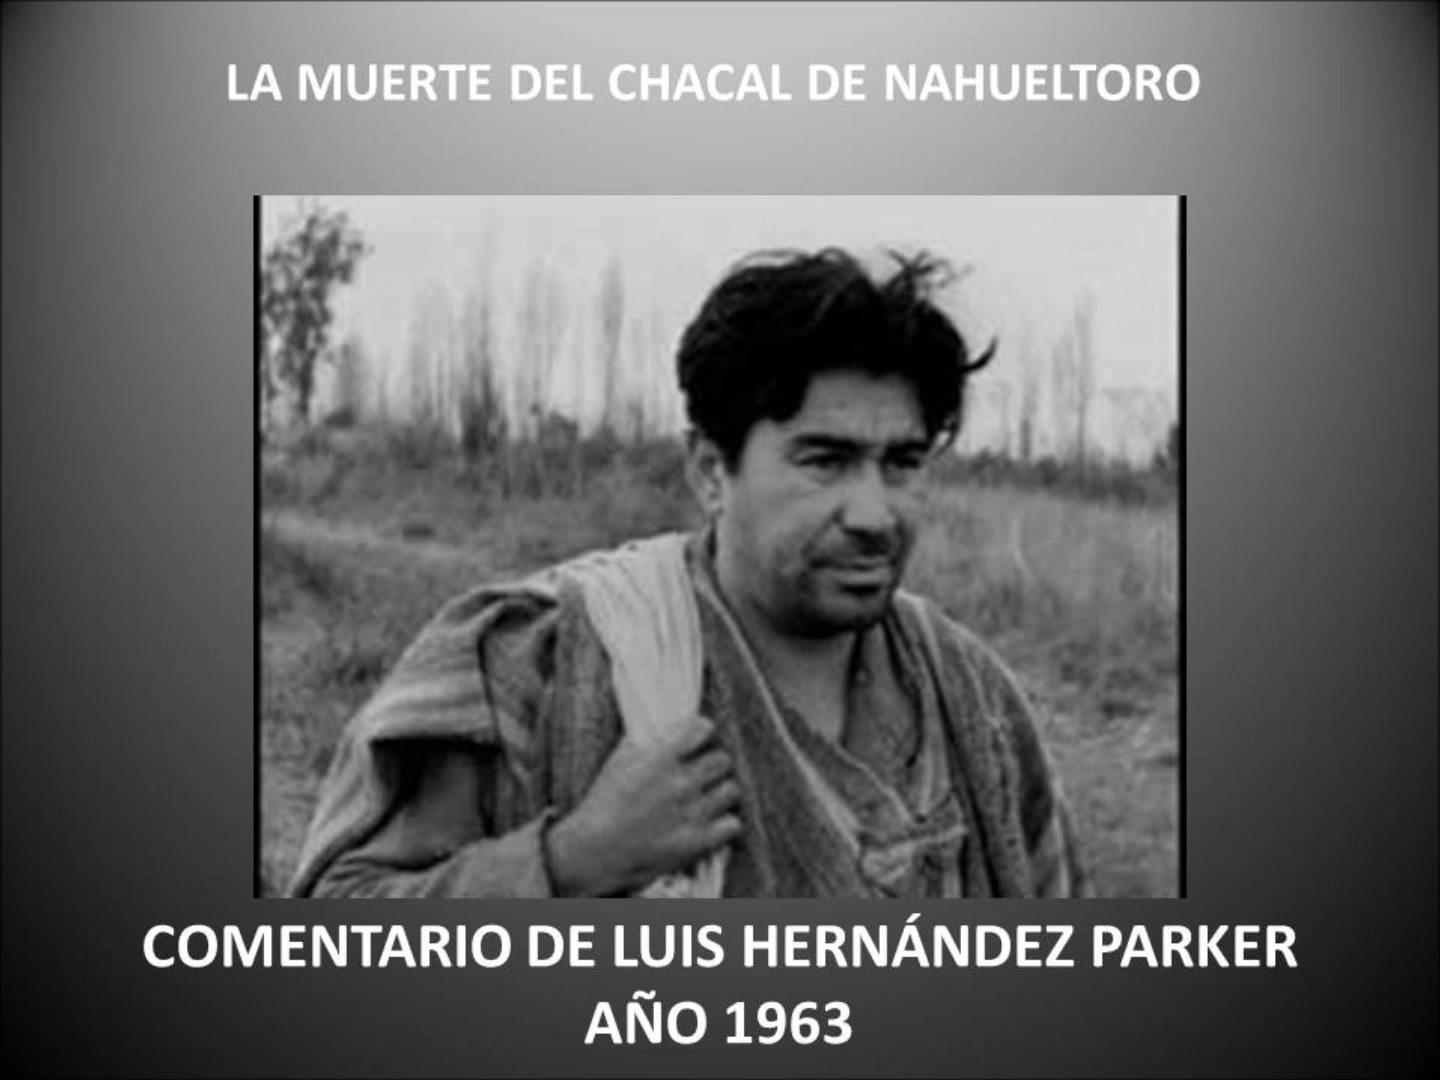 LA MUERTE DEL CHACAL DE NAHUELTORO
COMENTARIO DE LUIS HERNÁNDEZ PARKER
AÑO 1963